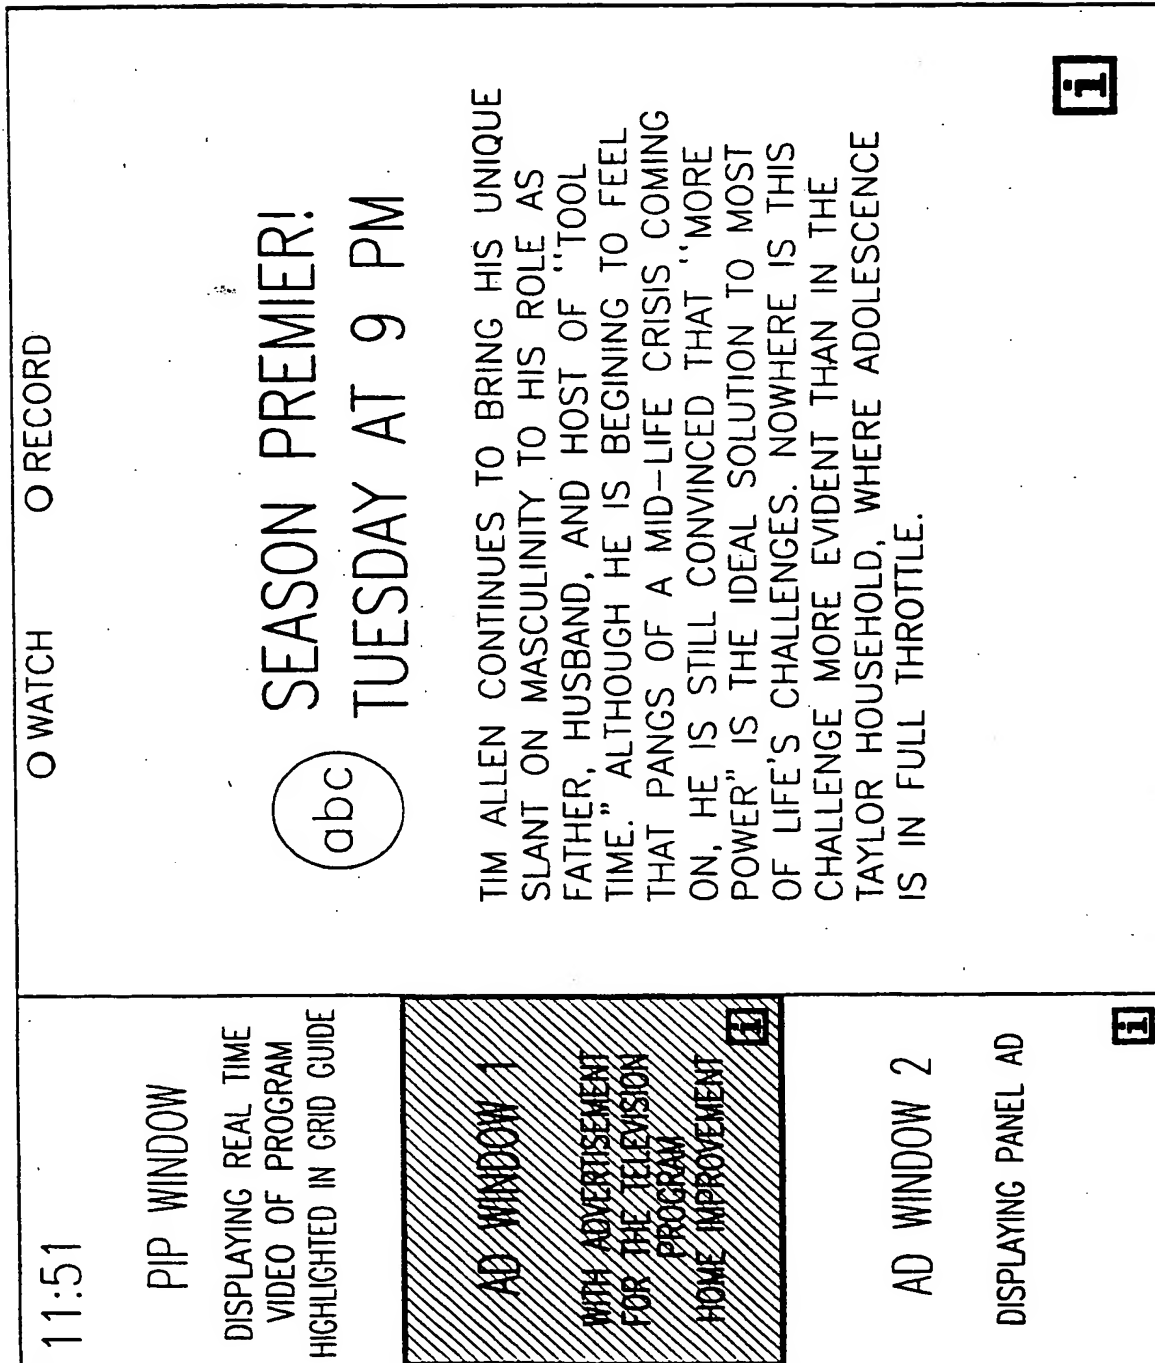 11:51
PIP WINDOW
DISPLAYING REAL TIME
VIDEO OF PROGRAM
HIGHLIGHTED IN GRID GUIDE
AD WINDOW 1
WITH ADVERTISEMENT
FOR THE TELEVISION
PROGRAM
HOME IMPROVEMENT
i
AD WINDOW 2
DISPLAYING PANEL AD
i
O WATCH O RECORD
abc
SEASON PREMIER!
TUESDAY AT 9 PM
TIM ALLEN CONTINUES TO BRING HIS UNIQUE
SLANT ON MASCULINITY TO HIS ROLE AS
FATHER, HUSBAND, AND HOST OF "TOOL
TIME." ALTHOUGH HE IS BEGINING TO FEEL
THAT PANGS OF A MID-LIFE CRISIS COMING
ON, HE IS STILL CONVINCED THAT "MORE
POWER" IS THE IDEAL SOLUTION TO MOST
OF LIFE'S CHALLENGES. NOWHERE IS THIS
CHALLENGE MORE EVIDENT THAN IN THE
TAYLOR HOUSEHOLD, WHERE ADOLESCENCE
IS IN FULL THROTTLE.
i